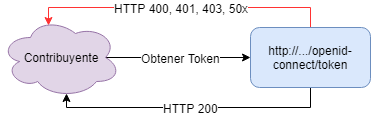 HTTP 400, 401, 403, 50x
Contribuyente
Obtener Token
http://.../openid-
connect/token
HTTP 200